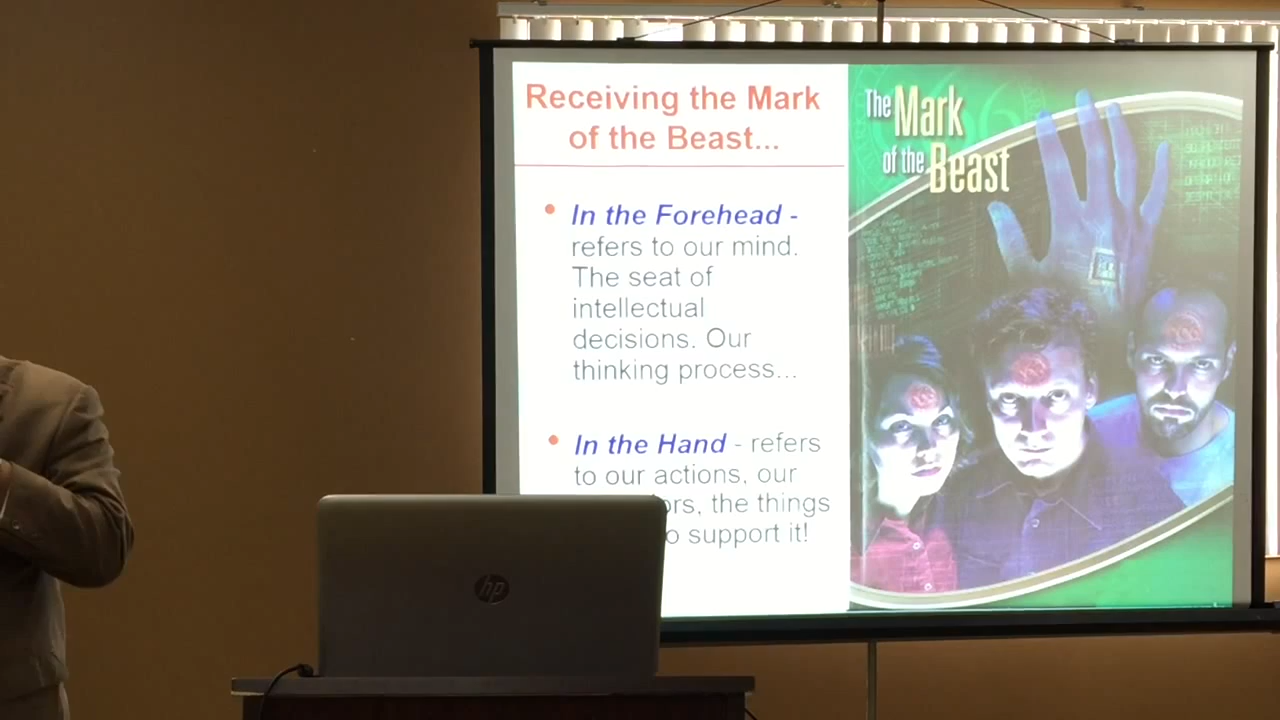 Receiving the Mark
of the Beast...
• In the Forehead -
refers to our mind.
The seat of
intellectual
decisions. Our
thinking process...
• In the Hand - refers
to our actions, our
the things
support it!
The Mark
of the Beast
hp